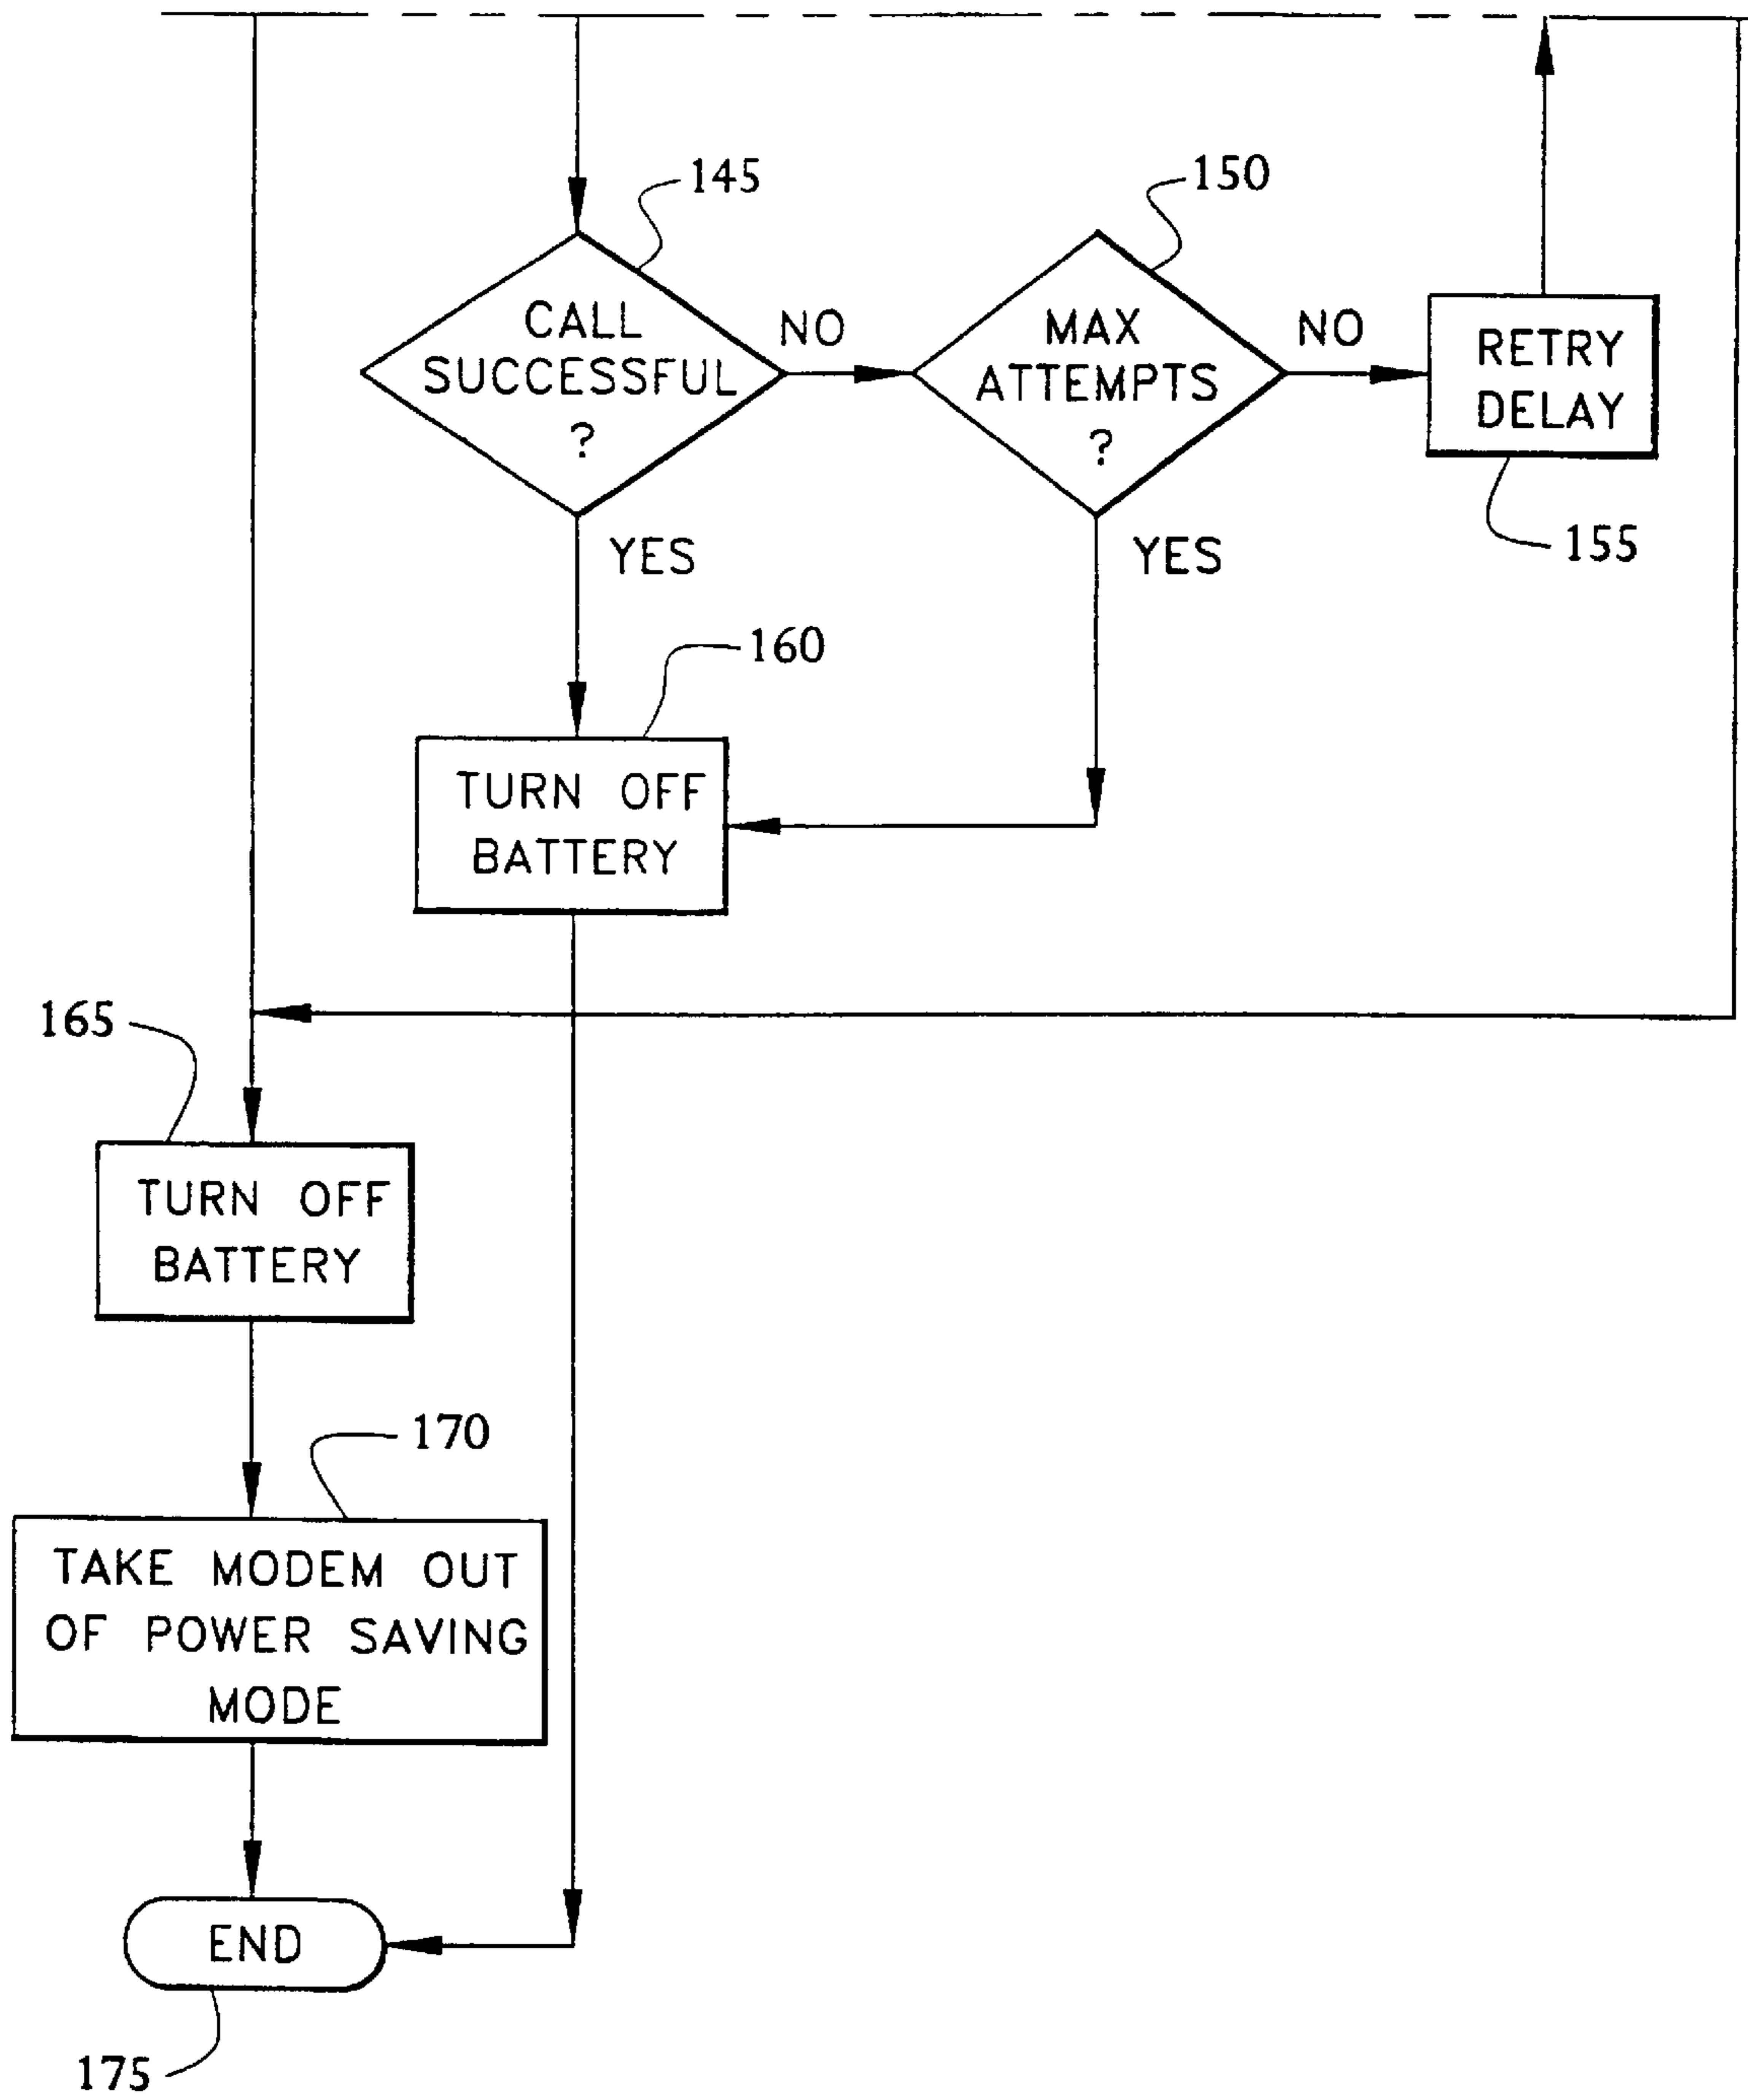 145
150
CALL
SUCCESSFUL
?
NO
MAX
ATTEMPTS
?
NO
RETRY
DELAY
155
YES
YES
160
TURN OFF
BATTERY
165
TURN OFF
BATTERY
170
TAKE MODEM OUT
OF POWER SAVING
MODE
END
175